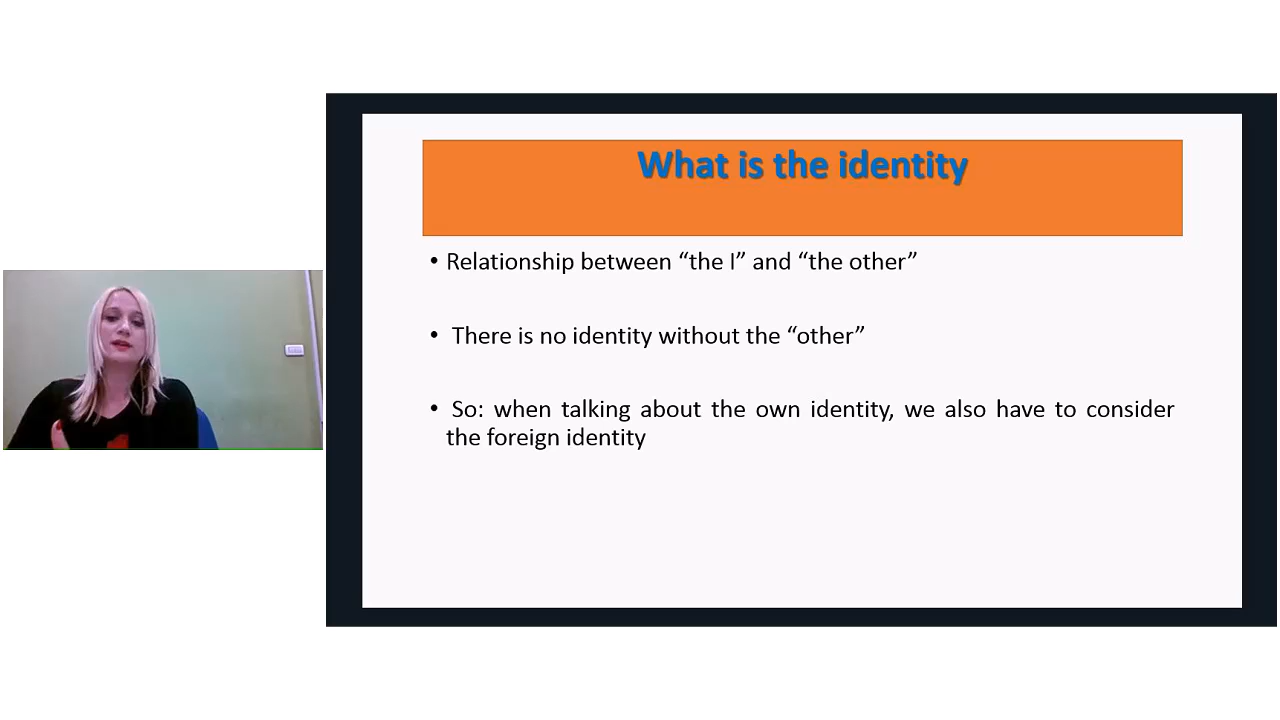 What is the identity
• Relationship between “the I” and “the other”
• There is no identity without the “other”
• So: when talking about the own identity, we also have to consider
the foreign identity